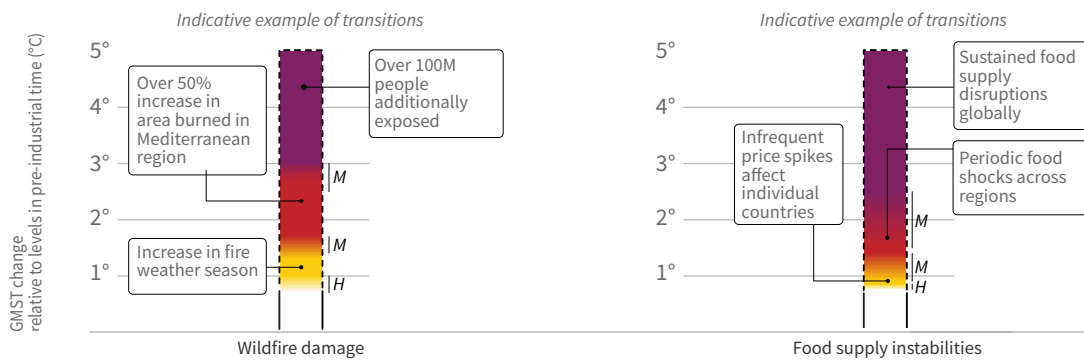 Indicative example of transitions
GMST change
relative to levels in pre-industrial time (°C)
5°
4°
3°
2°
1°
Over 50%
increase in
area burned in
Mediterranean
region
Over 100M
people
additionally
exposed
Increase in fire
weather season
M
M
H
Wildfire damage
Indicative example of transitions
5°
4°
3°
2°
1°
Sustained food
supply
disruptions
globally
Infrequent
price spikes
affect
individual
countries
Periodic food
shocks across
regions
M
M
H
Food supply instabilities